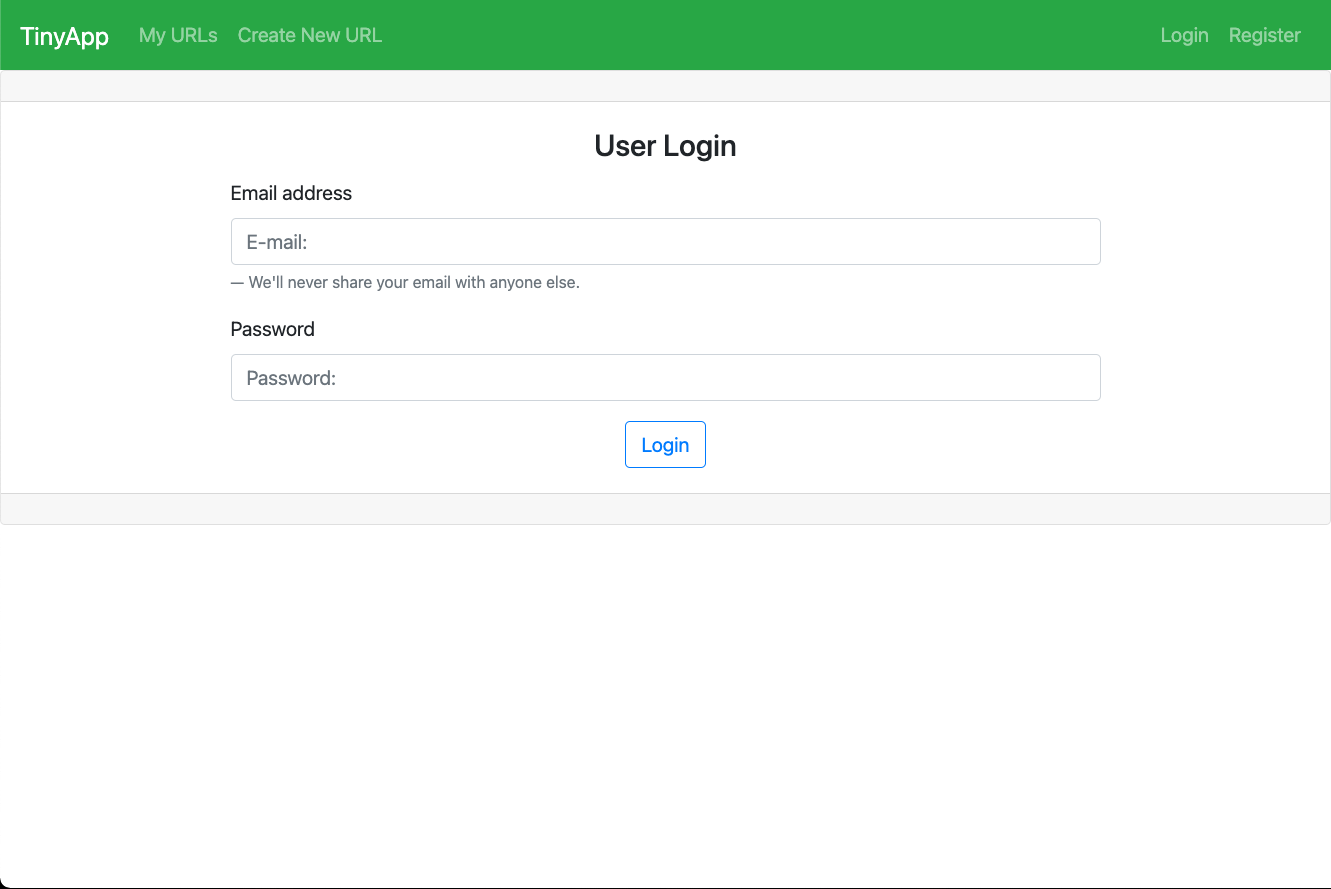 TinyApp My URLs Create New URL Login Register
User Login
Email address
E-mail:
— We'll never share your email with anyone else.
Password
Password:
Login